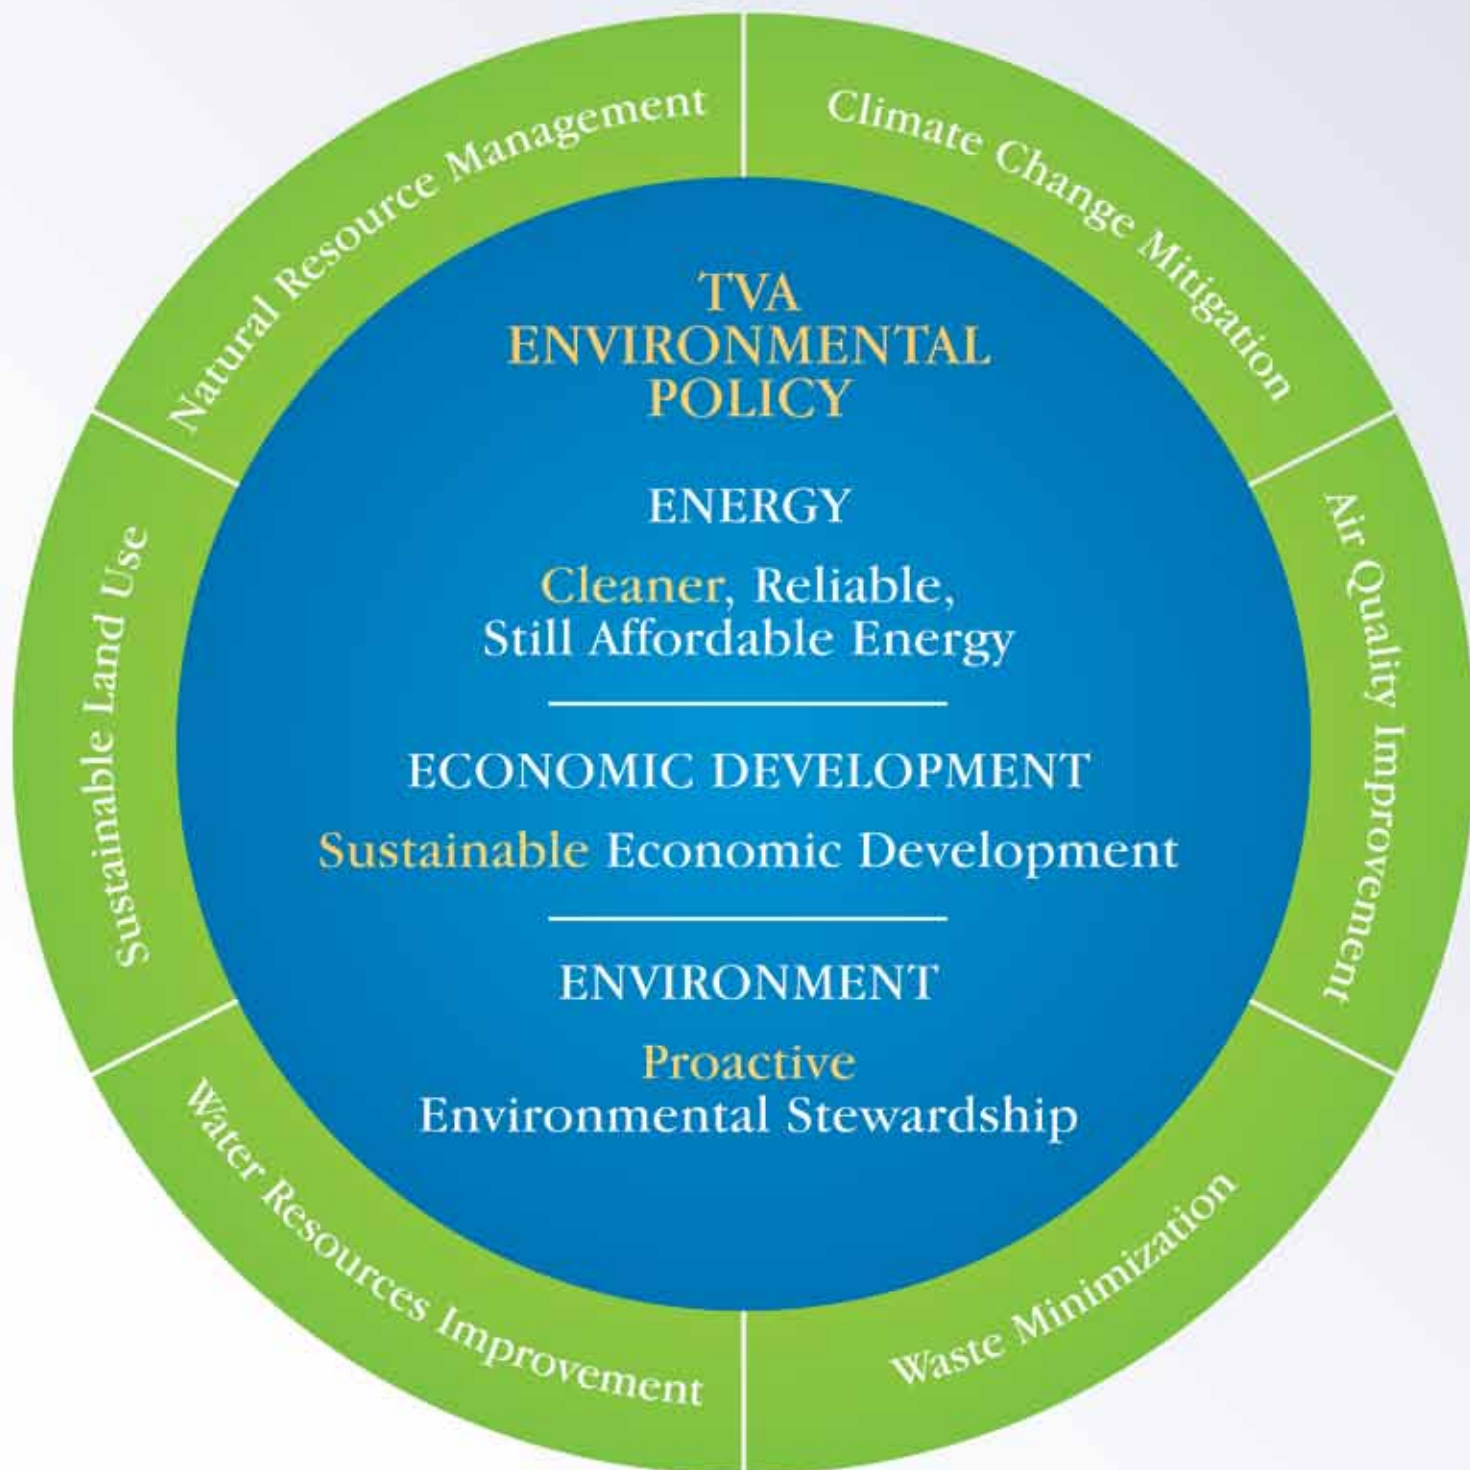 Natural Resource Management
Climate Change Mitigation
Air Quality Improvement
Waste Minimization
Water Resources Improvement
Sustainable Land Use
TVA
ENVIRONMENTAL
POLICY
ENERGY
Cleaner, Reliable,
Still Affordable Energy
ECONOMIC DEVELOPMENT
Sustainable Economic Development
ENVIRONMENT
Proactive
Environmental Stewardship